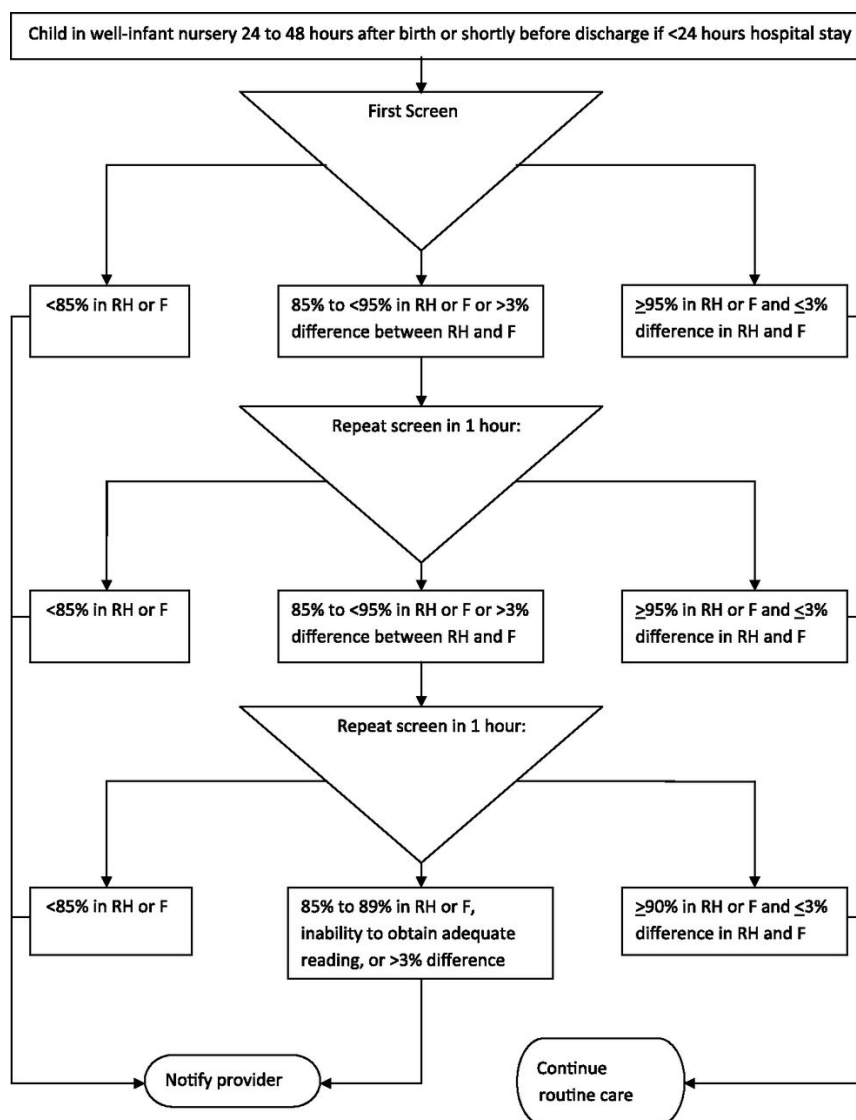 Child in well-infant nursery 24 to 48 hours after birth or shortly before discharge if <24 hours hospital stay
First Screen
<85% in RH or F
85% to <95% in RH or F or >3%
difference between RH and F
≥95% in RH or F and ≤3%
difference in RH and F
Repeat screen in 1 hour:
<85% in RH or F
85% to <95% in RH or F or >3%
difference between RH and F
≥95% in RH or F and ≤3%
difference in RH and F
Repeat screen in 1 hour:
<85% in RH or F
85% to 89% in RH or F,
inability to obtain adequate
reading, or >3% difference
≥90% in RH or F and ≤3%
difference in RH and F
Notify provider
Continue
routine care